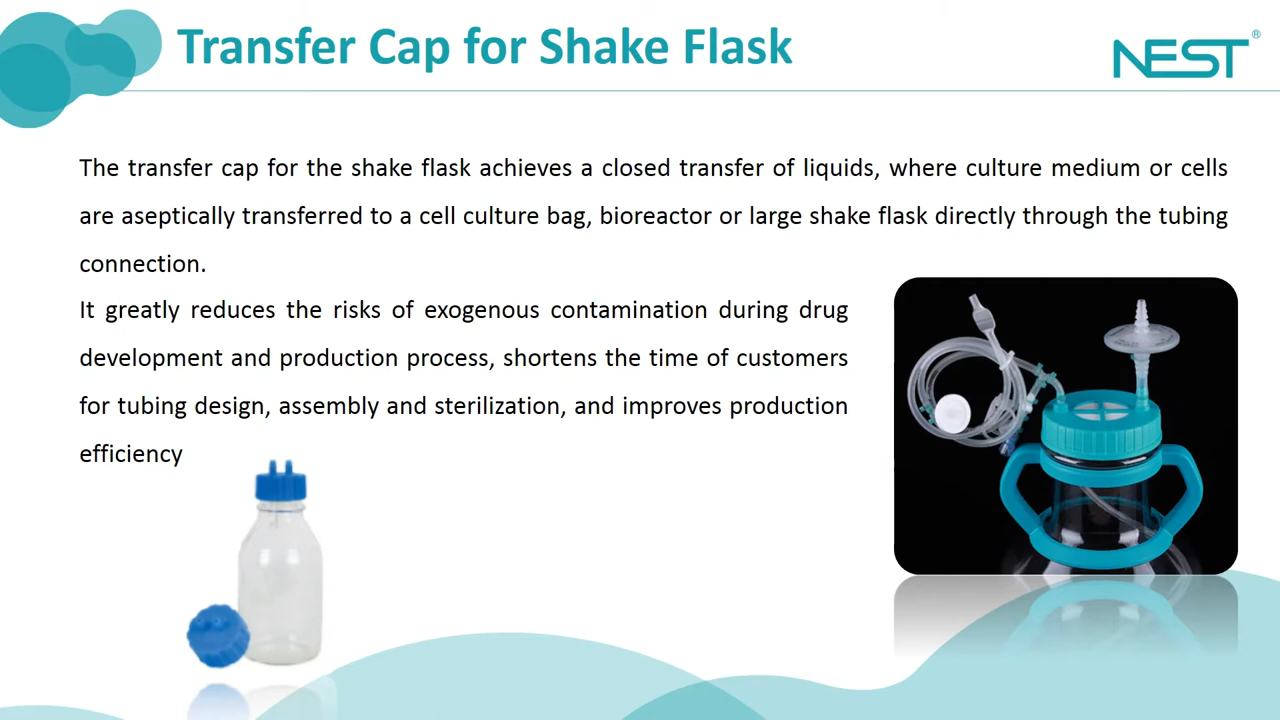 Transfer Cap for Shake Flask
NEST®
The transfer cap for the shake flask achieves a closed transfer of liquids, where culture medium or cells
are aseptically transferred to a cell culture bag, bioreactor or large shake flask directly through the tubing
connection.
It greatly reduces the risks of exogenous contamination during drug
development and production process, shortens the time of customers
for tubing design, assembly and sterilization, and improves production
efficiency